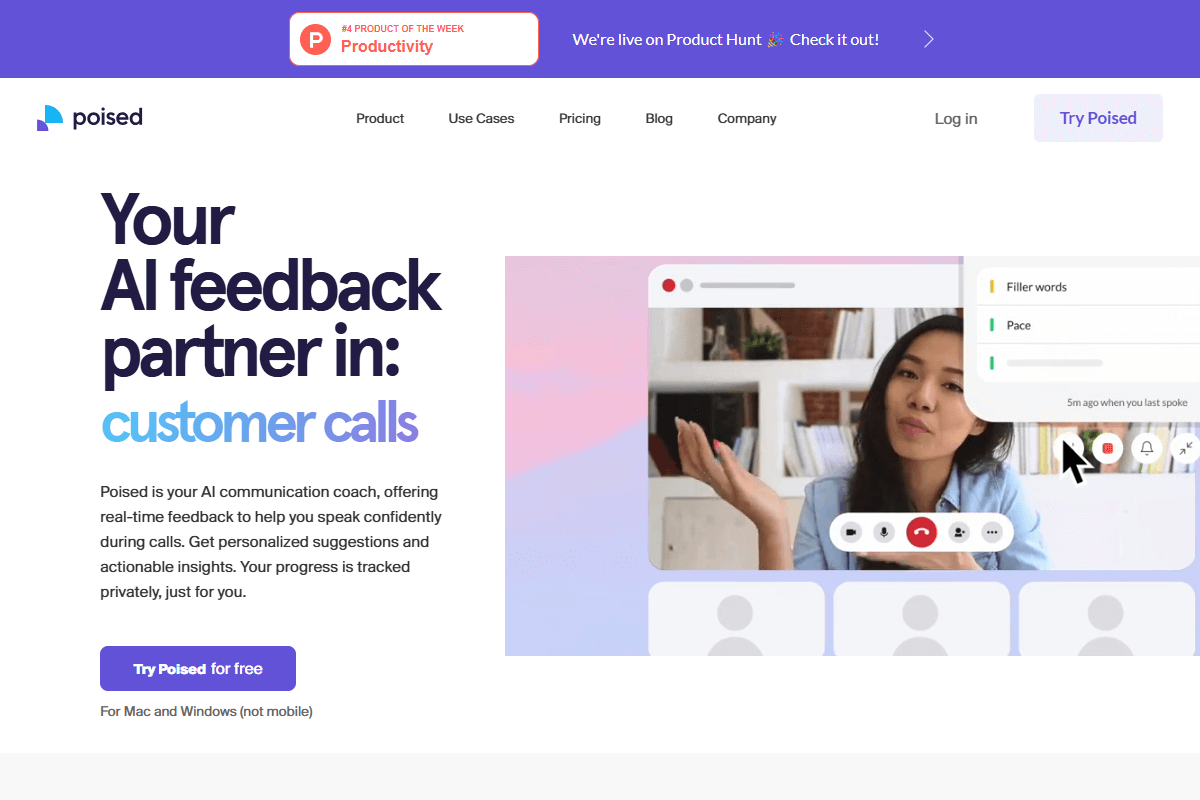 #4 PRODUCT OF THE WEEK
Productivity
We're live on Product Hunt 🎉 Check it out!
poised
Product
Use Cases
Pricing
Blog
Company
Log in
Try Poised
Your
AI feedback
partner in:
customer calls
Poised is your AI communication coach, offering
real-time feedback to help you speak confidently
during calls. Get personalized suggestions and
actionable insights. Your progress is tracked
privately, just for you.
Try Poised for free
For Mac and Windows (not mobile)
Filler words
Pace
5m ago when you last spoke